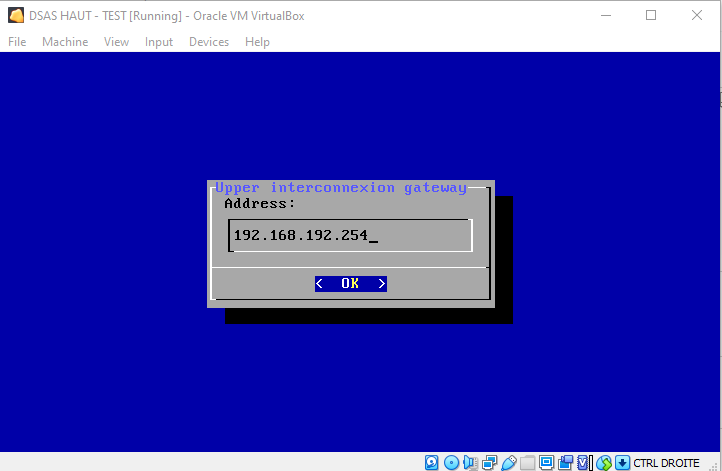 DSAS HAUT - TEST [Running] - Oracle VM VirtualBox
File Machine View Input Devices Help
Upper interconnexion gateway
Address:
192.168.192.254_
< OK >
CTRL DROITE